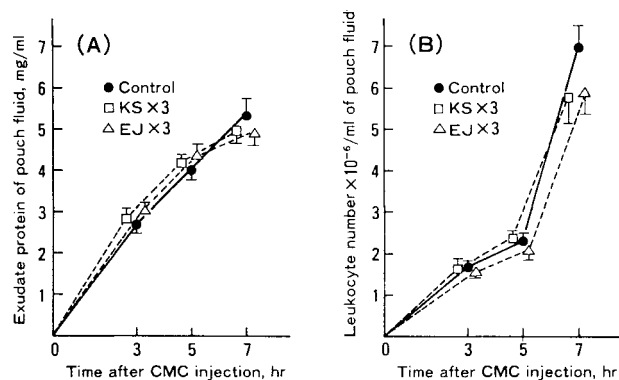 (A)
Exudate protein of pouch fluid, mg/ml
7
6
5
4
3
2
1
● Control
□ KS×3
△ EJ×3
0 3 5 7
Time after CMC injection, hr
(B)
Leukocyte number×10⁻⁶/ml of pouch fluid
7
6
5
4
3
2
1
● Control
□ KS×3
△ EJ×3
0 3 5 7
Time after CMC injection, hr